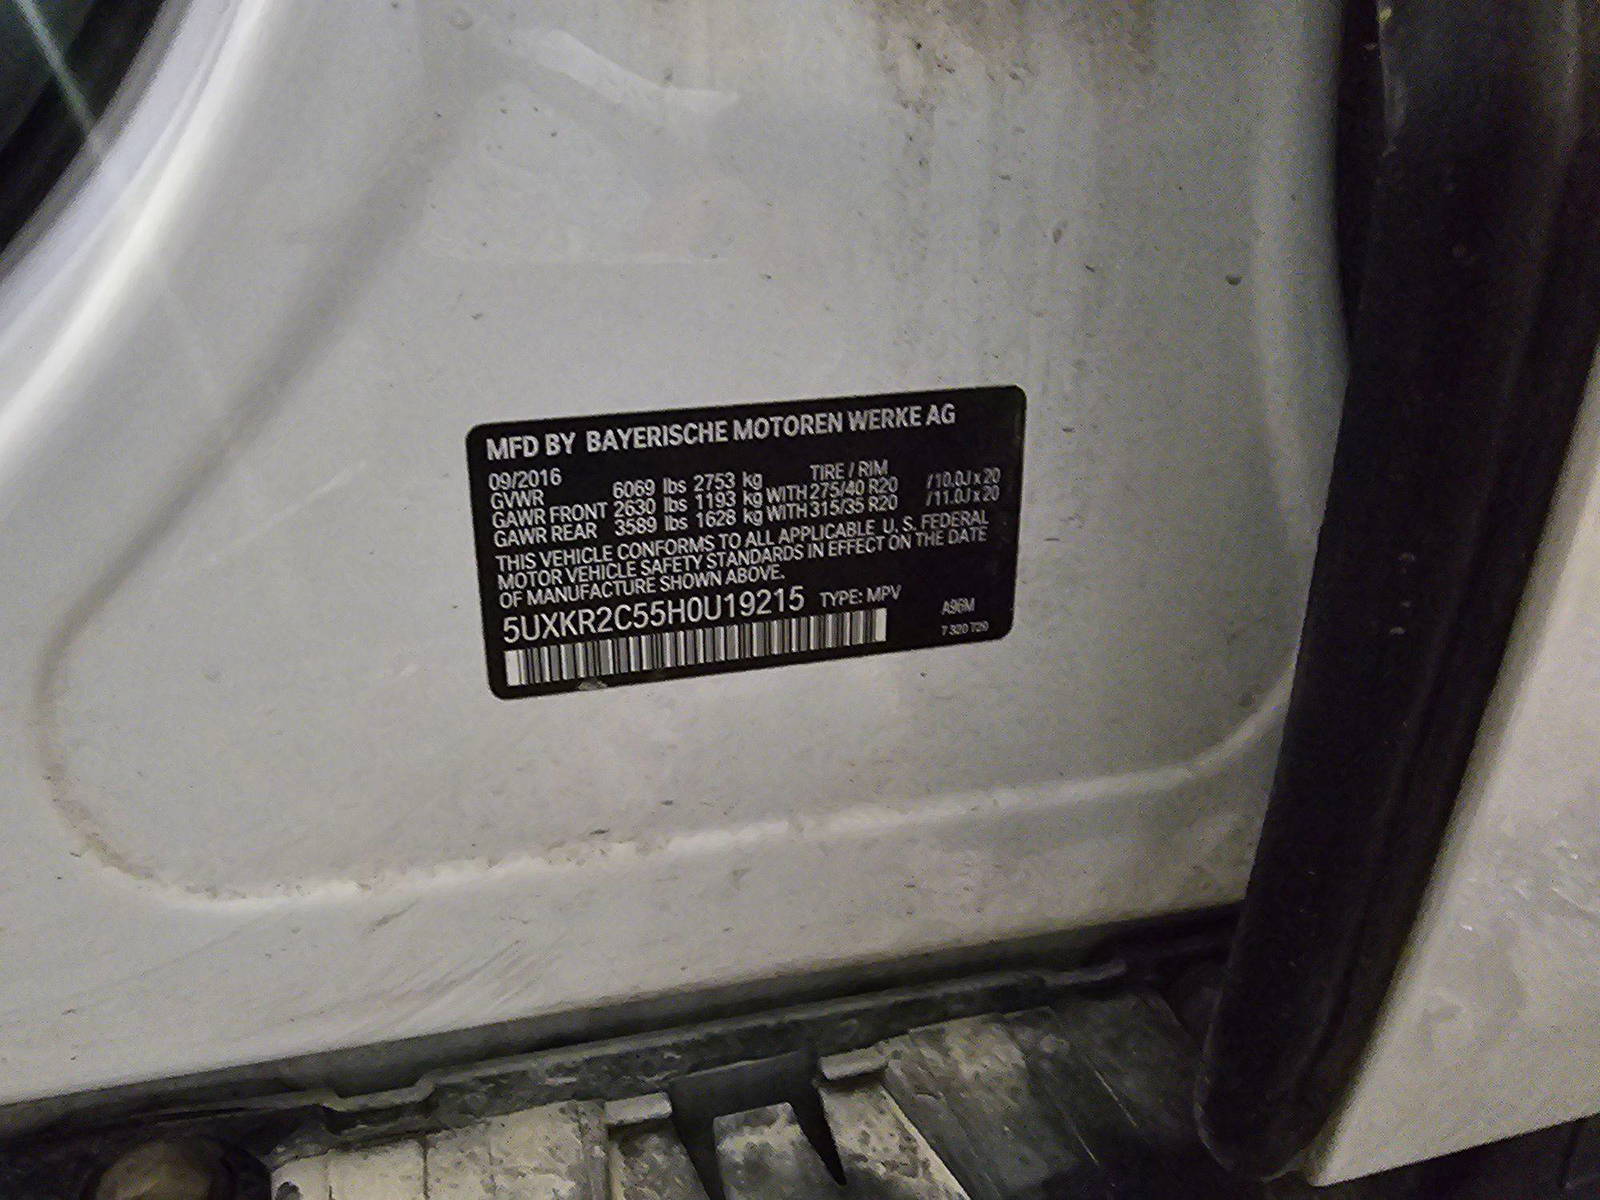 MFD BY BAYERISCHE MOTOREN WERKE AG
09/2016 TIRE / RIM
GVWR 6069 lbs 2753 kg
GAWR FRONT 2630 lbs 1193 kg WITH 275/40 R20 /10.0J x 20
GAWR REAR 3589 lbs 1628 kg WITH 315/35 R20 /11.0J x 20
THIS VEHICLE CONFORMS TO ALL APPLICABLE U. S. FEDERAL
MOTOR VEHICLE SAFETY STANDARDS IN EFFECT ON THE DATE
OF MANUFACTURE SHOWN ABOVE.
5UXKR2C55H0U19215 TYPE: MPV
A96M
7 320 729